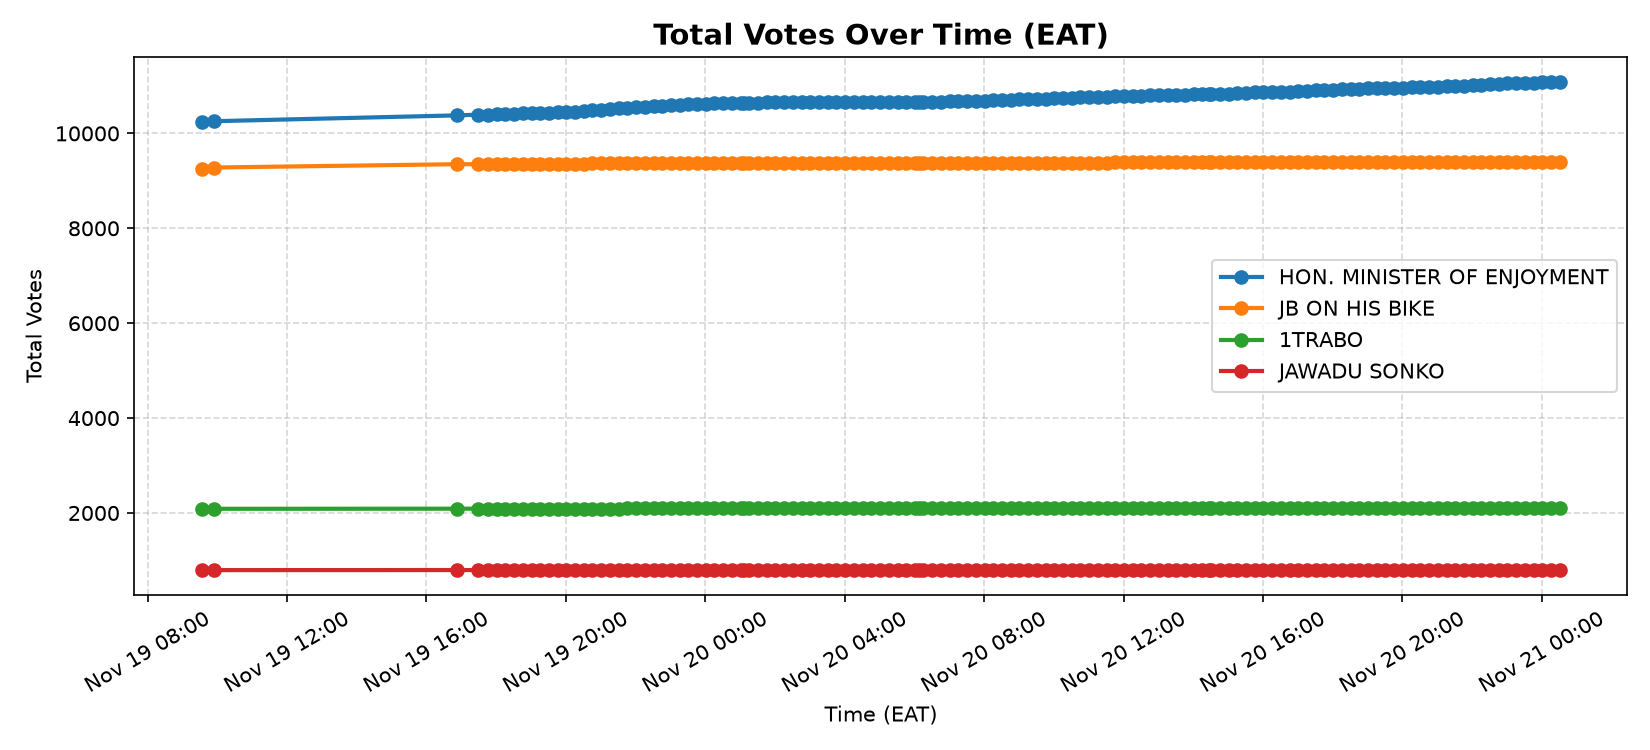 Total Votes Over Time (EAT)
Total Votes
10000
8000
6000
4000
2000
HON. MINISTER OF ENJOYMENT
JB ON HIS BIKE
1TRABO
JAWADU SONKO
Nov 19 08:00
Nov 19 12:00
Nov 19 16:00
Nov 19 20:00
Nov 20 00:00
Nov 20 04:00
Nov 20 08:00
Nov 20 12:00
Nov 20 16:00
Nov 20 20:00
Nov 21 00:00
Time (EAT)